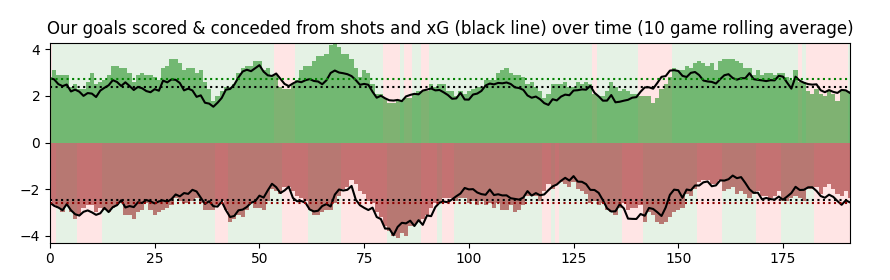 Our goals scored & conceded from shots and xG (black line) over time (10 game rolling average)
4
2
0
−2
−4
0 25 50 75 100 125 150 175